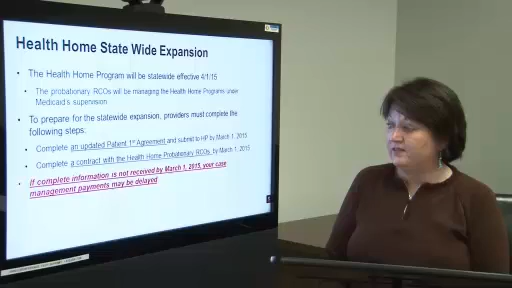 Health Home State Wide Expansion
• The Health Home Program will be statewide effective 4/1/15
• The probationary RCOs will be managing the Health Home Programs under
Medicaid's supervision
• To prepare for the statewide expansion, providers must complete the
following steps:
• Complete an updated Patient 1st Agreement and submit to HP by March 1, 2015
• Complete a contract with the Health Home Probationary RCOs, by March 1, 2015
• If complete information is not received by March 1, 2015, your case
management payments may be delayed